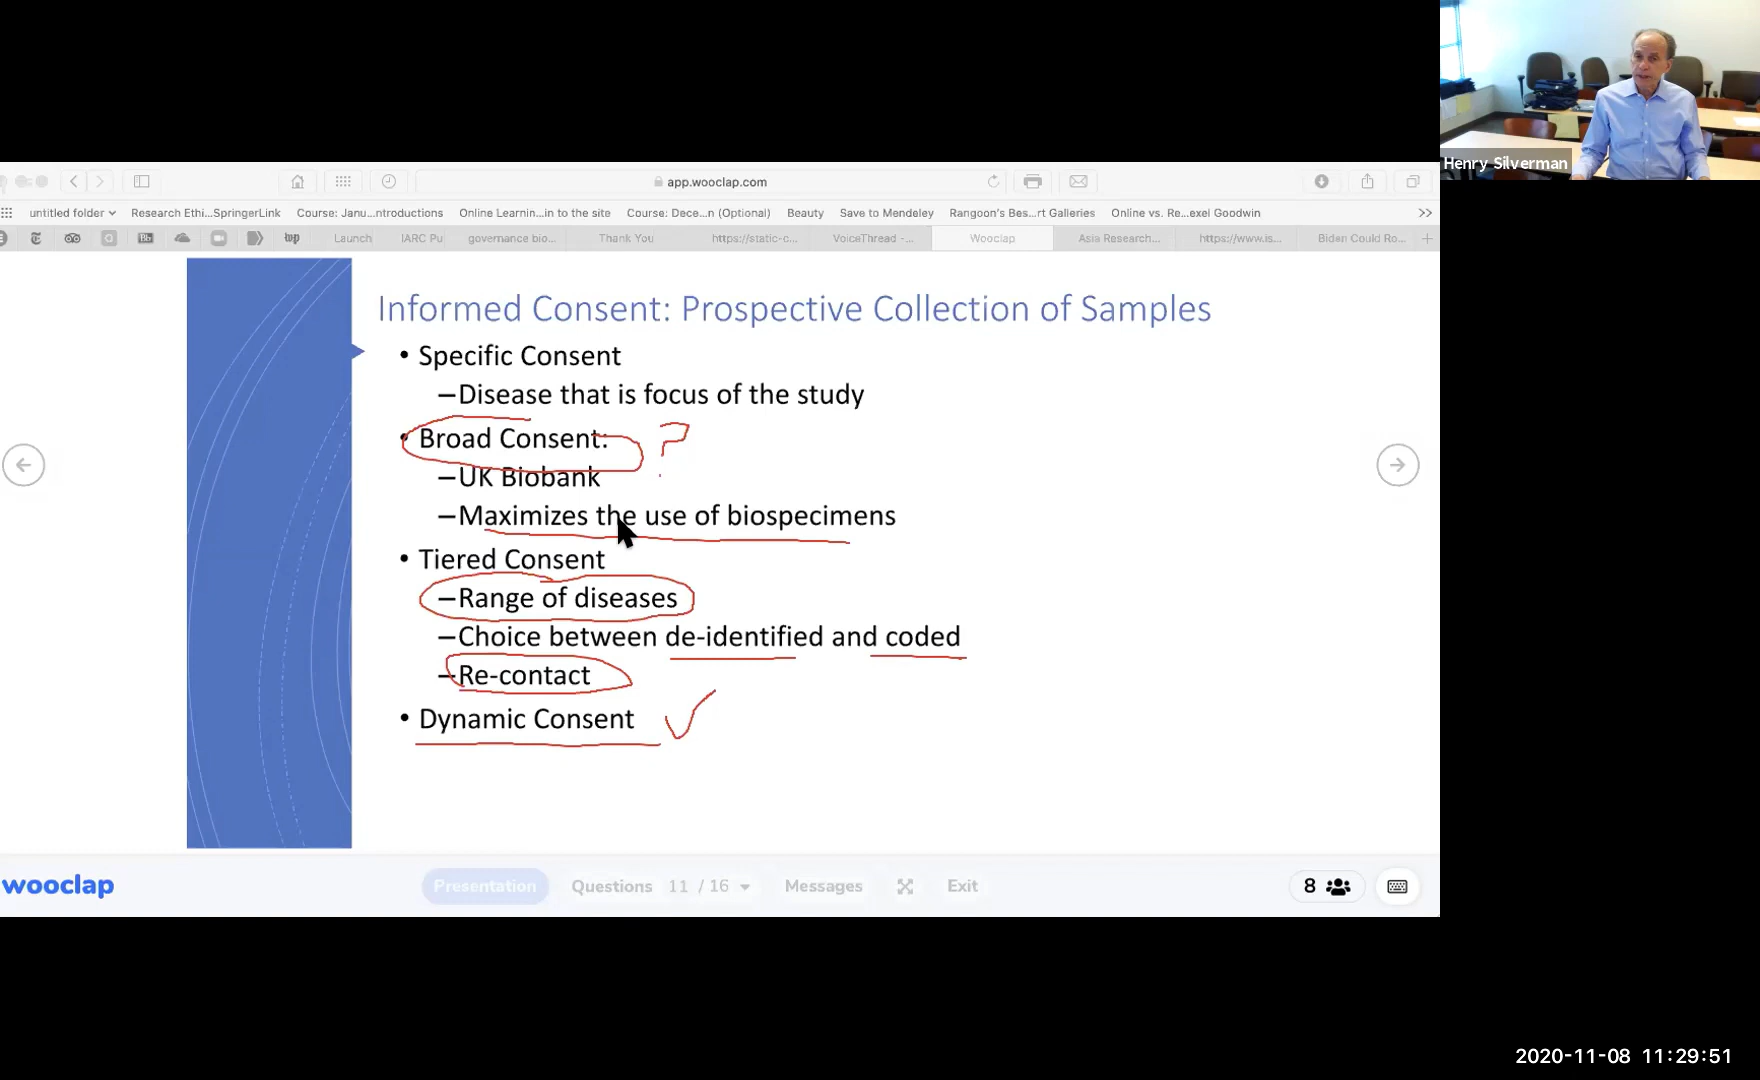 Henry Silverman
app.wooclap.com
untitled folder Research Ethi...SpringerLink Course: Janu...ntroductions Online Learnin...in to the site Course: Dece...n (Optional) Beauty Save to Mendeley Rangoon's Bes...rt Galleries Online vs. Re...exel Goodwin
Bb wp Launch IARC Pu governance bio... Thank You https://static-c... VoiceThread -... Wooclap Asia Research... https://www.is... Biden Could Ro...
Informed Consent: Prospective Collection of Samples
• Specific Consent
–Disease that is focus of the study
• Broad Consent: ?
–UK Biobank
–Maximizes the use of biospecimens
• Tiered Consent
–Range of diseases
–Choice between de-identified and coded
–Re-contact
• Dynamic Consent
wooclap Presentation Questions 11 / 16 Messages Exit 8
2020-11-08 11:29:51